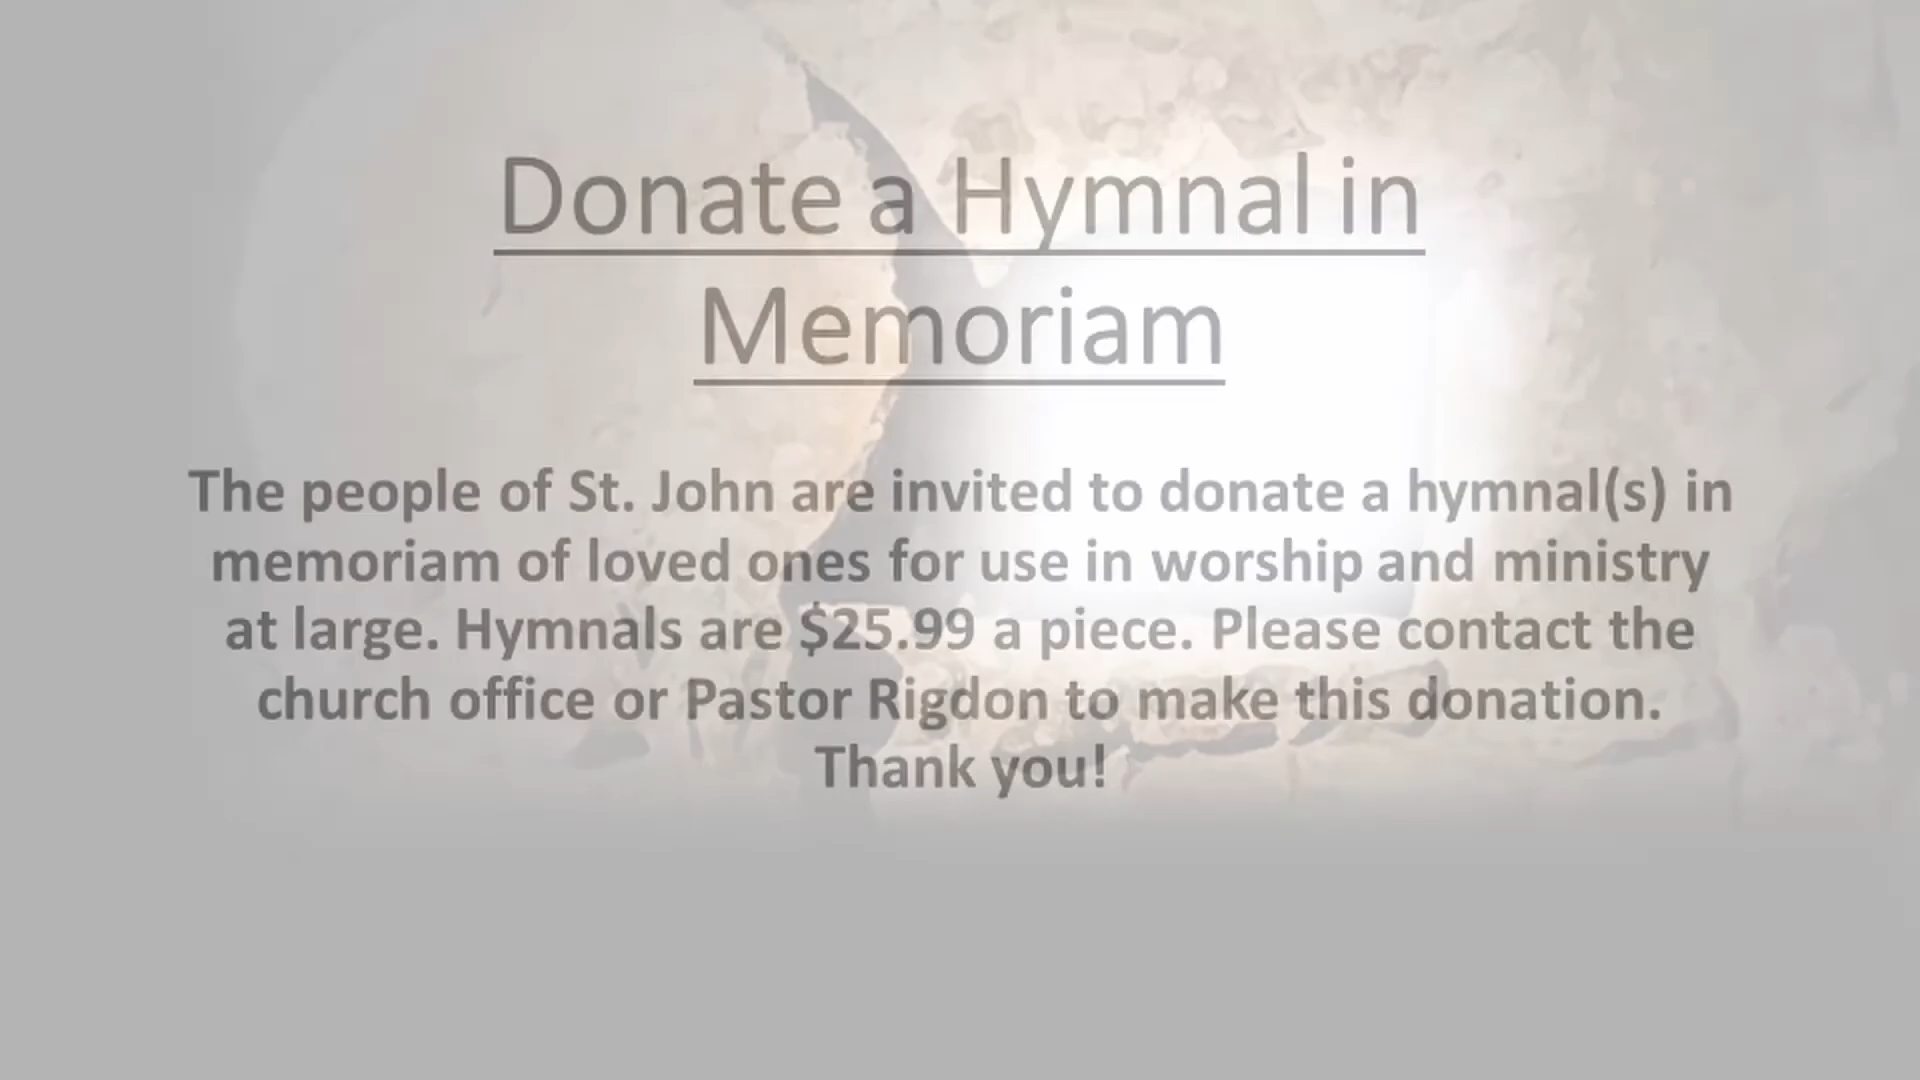 Donate a Hymnal in
Memoriam
The people of St. John are invited to donate a hymnal(s) in
memoriam of loved ones for use in worship and ministry
at large. Hymnals are $25.99 a piece. Please contact the
church office or Pastor Rigdon to make this donation.
Thank you!